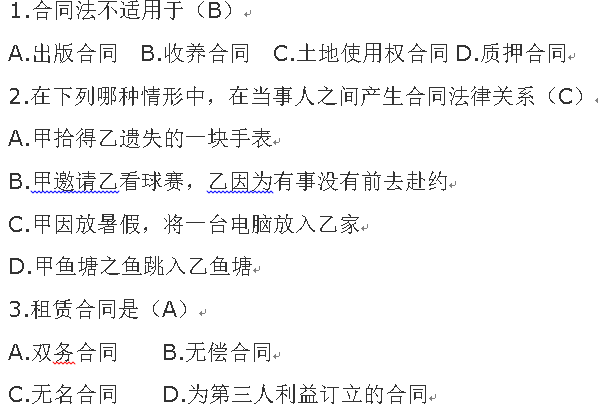 1.合同法不适用于（B）
A.出版合同 B.收养合同 C.土地使用权合同 D.质押合同
2.在下列哪种情形中，在当事人之间产生合同法律关系（C）
A.甲拾得乙遗失的一块手表
B.甲邀请乙看球赛，乙因为有事没有前去赴约
C.甲因放暑假，将一台电脑放入乙家
D.甲鱼塘之鱼跳入乙鱼塘
3.租赁合同是（A）
A.双务合同 B.无偿合同
C.无名合同 D.为第三人利益订立的合同